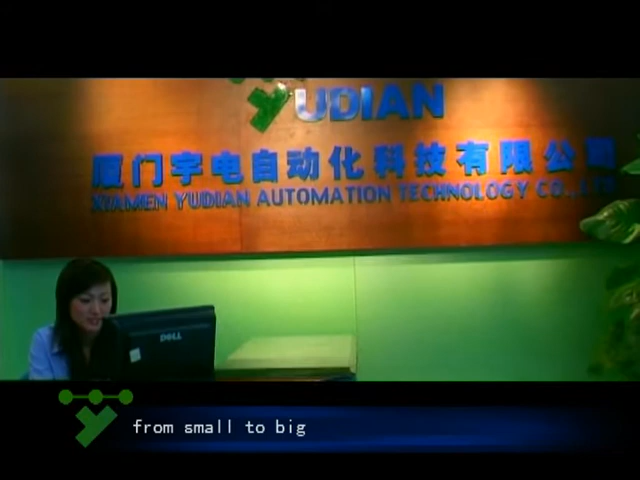 YUDIAN
厦门宇电自动化科技有限公司
XIAMEN YUDIAN AUTOMATION TECHNOLOGY CO.,LTD
DELL
from small to big